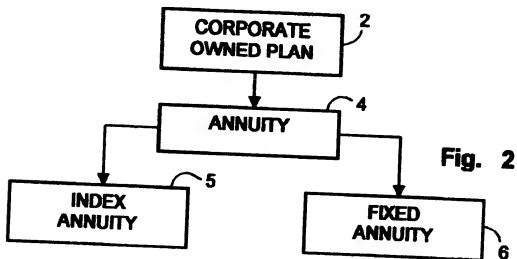 CORPORATE
OWNED PLAN
2
ANNUITY
4
Fig. 2
INDEX
ANNUITY
5
FIXED
ANNUITY
6